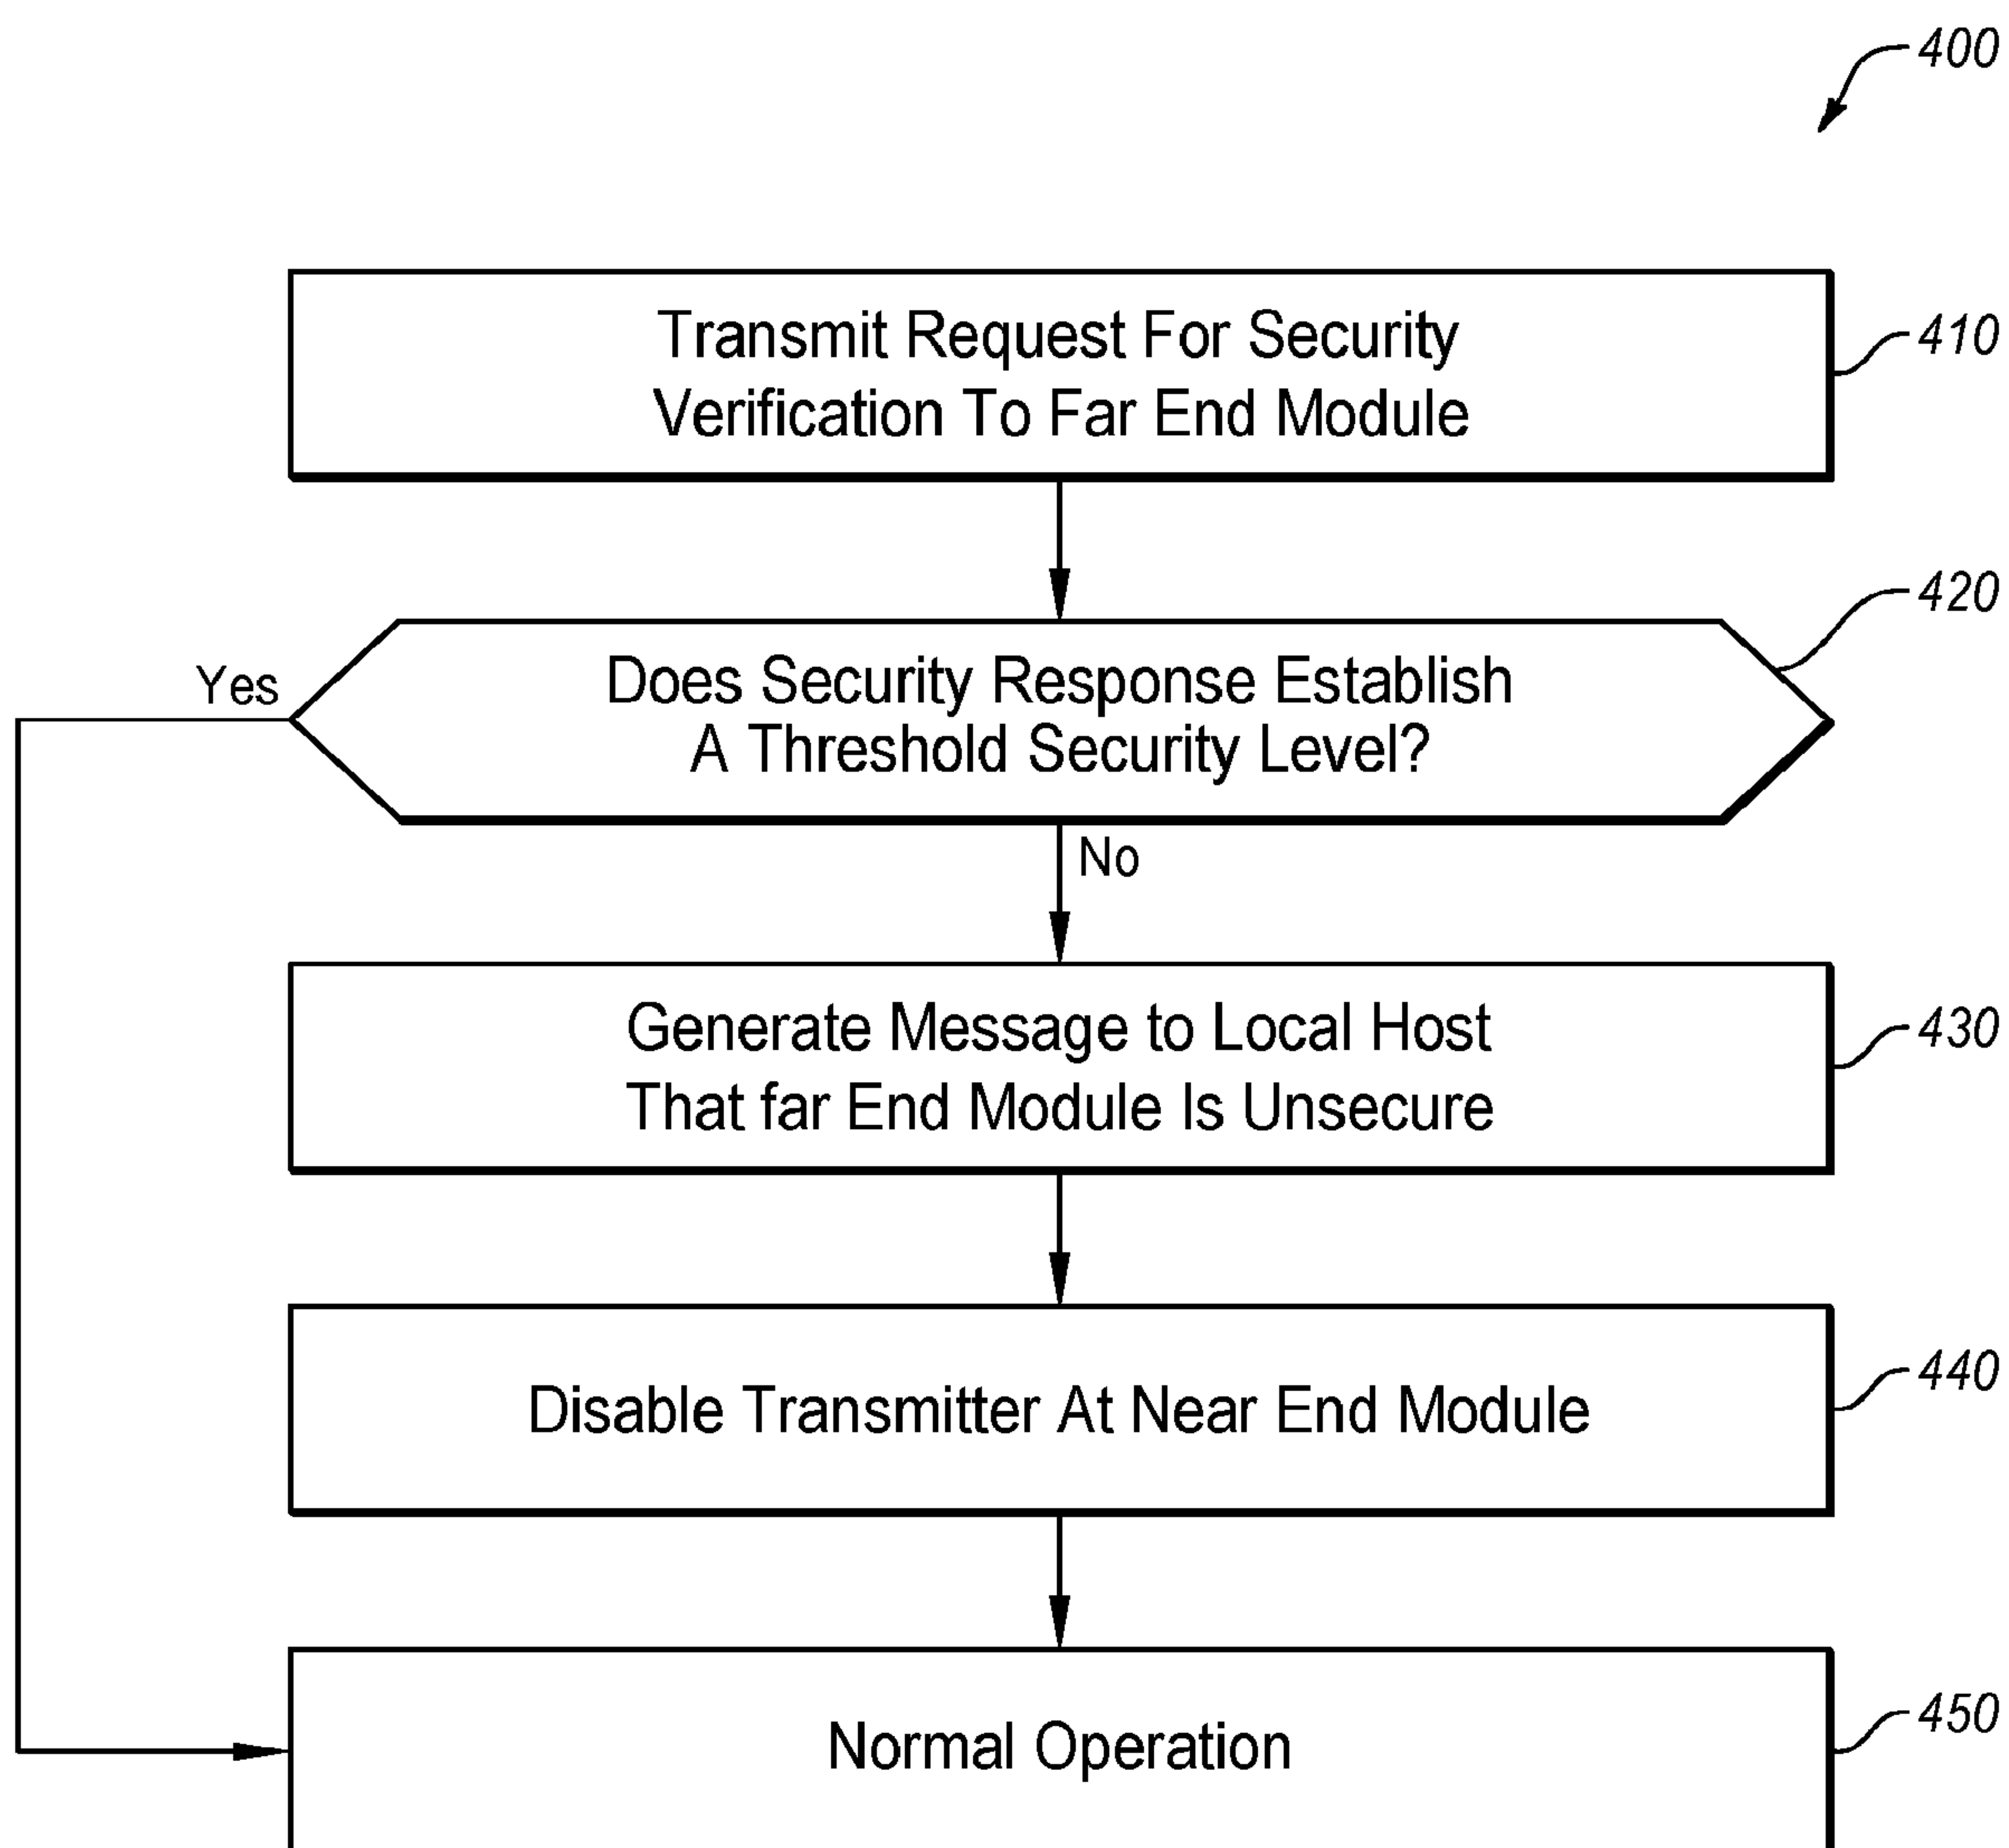 400
Transmit Request For Security
Verification To Far End Module
410
420
Yes
Does Security Response Establish
A Threshold Security Level?
No
Generate Message to Local Host
That far End Module Is Unsecure
430
Disable Transmitter At Near End Module
440
Normal Operation
450